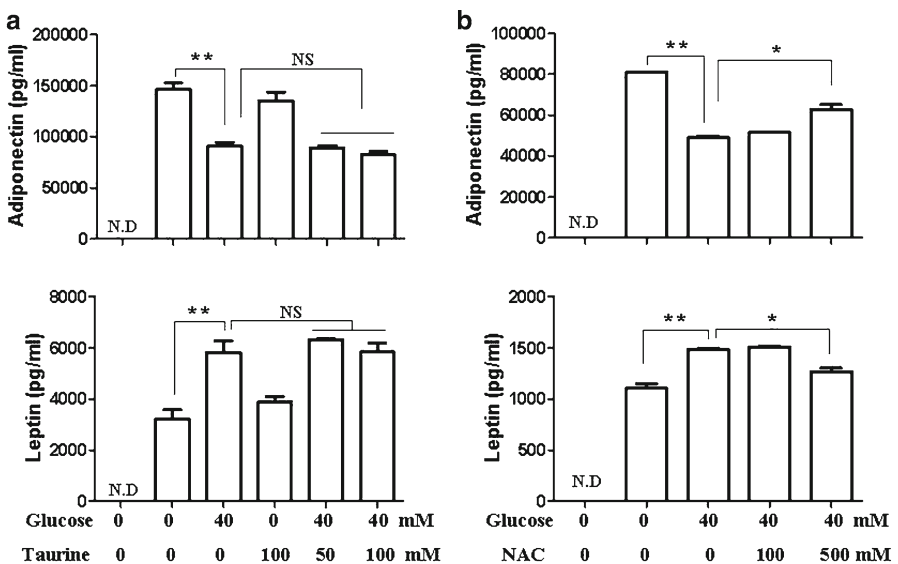 a
Adiponectin (pg/ml)
200000
150000
100000
50000
0
N.D
**
NS
b
Adiponectin (pg/ml)
100000
80000
60000
40000
20000
0
N.D
**
*
Leptin (pg/ml)
8000
6000
4000
2000
0
N.D
**
NS
Leptin (pg/ml)
2000
1500
1000
500
0
N.D
**
*
Glucose 0 0 40 0 40 40 mM
Taurine 0 0 0 100 50 100 mM
0 0 40 40 40 mM
NAC 0 0 0 100 500 mM